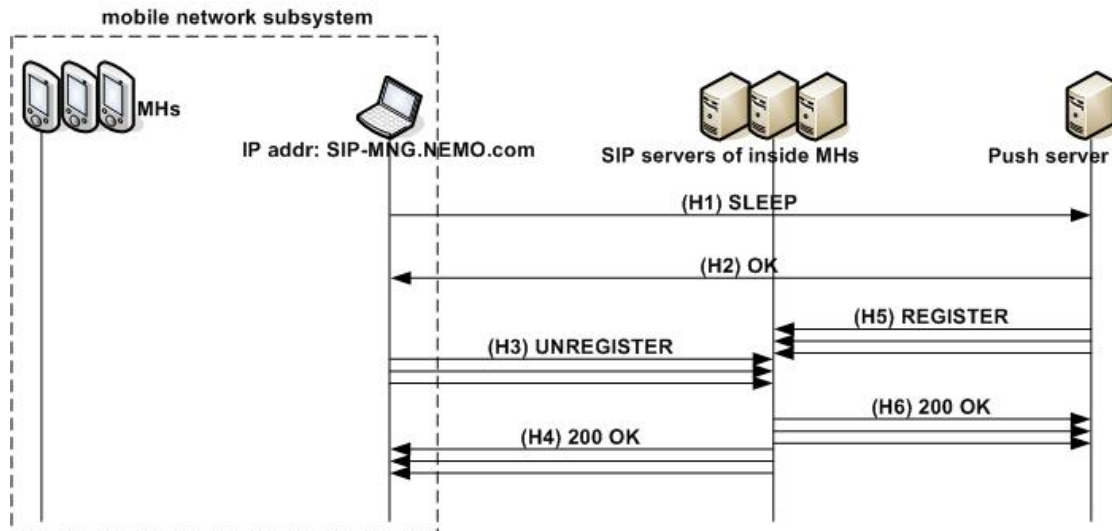 mobile network subsystem
MHs
IP addr: SIP-MNG.NEMO.com
SIP servers of inside MHs
Push server
(H1) SLEEP
(H2) OK
(H5) REGISTER
(H3) UNREGISTER
(H6) 200 OK
(H4) 200 OK